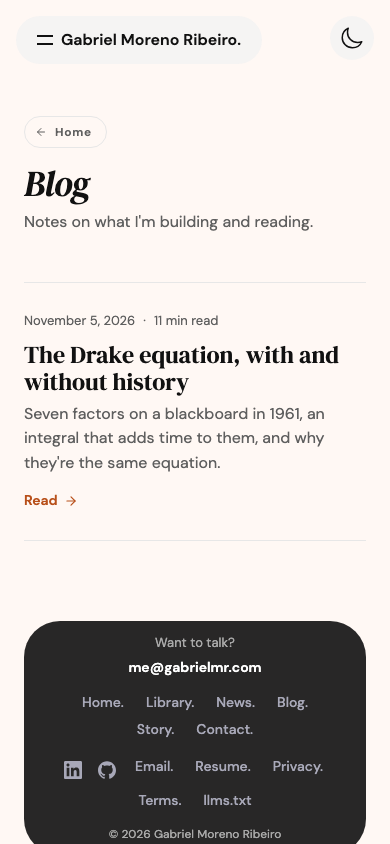 Gabriel Moreno Ribeiro.
← Home
Blog
Notes on what I'm building and reading.
November 5, 2026 · 11 min read
The Drake equation, with and
without history
Seven factors on a blackboard in 1961, an
integral that adds time to them, and why
they're the same equation.
Read →
Want to talk?
me@gabrielmr.com
Home. Library. News. Blog.
Story. Contact.
in Email. Resume. Privacy.
Terms. llms.txt
© 2026 Gabriel Moreno Ribeiro